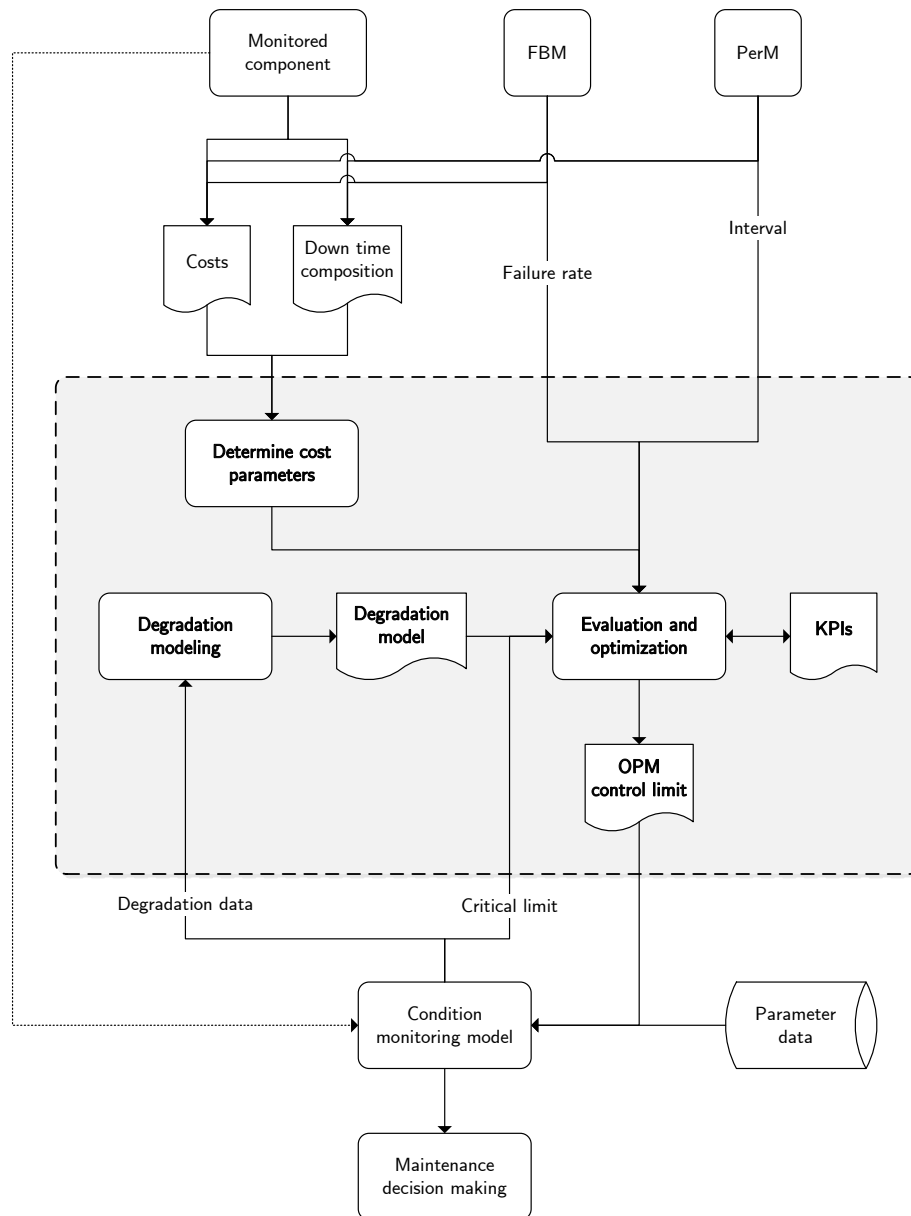 Monitored
component
FBM
PerM
Costs
Down time
composition
Failure rate
Interval
Determine cost
parameters
Degradation
modeling
Degradation
model
Evaluation and
optimization
KPIs
OPM
control limit
Degradation data
Critical limit
Condition
monitoring model
Parameter
data
Maintenance
decision making